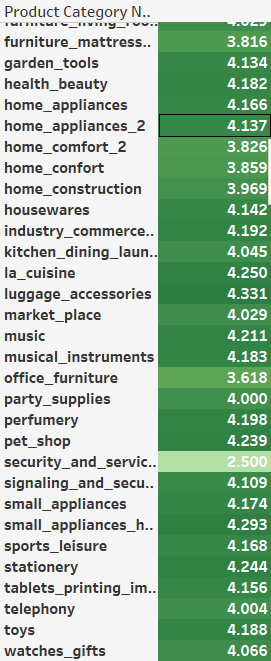 Product Category N..
furniture_mattress.. 3.816
garden_tools 4.134
health_beauty 4.182
home_appliances 4.166
home_appliances_2 4.137
home_comfort_2 3.826
home_confort 3.859
home_construction 3.969
housewares 4.142
industry_commerce.. 4.192
kitchen_dining_laun.. 4.045
la_cuisine 4.250
luggage_accessories 4.331
market_place 4.029
music 4.211
musical_instruments 4.183
office_furniture 3.618
party_supplies 4.000
perfumery 4.198
pet_shop 4.239
security_and_servic.. 2.500
signaling_and_secu.. 4.109
small_appliances 4.174
small_appliances_h.. 4.293
sports_leisure 4.168
stationery 4.244
tablets_printing_im.. 4.156
telephony 4.004
toys 4.188
watches_gifts 4.066